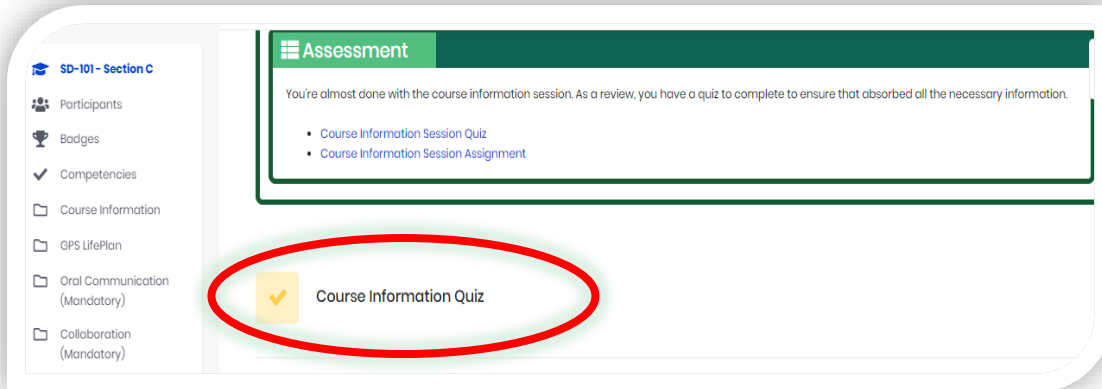 SD-101 - Section C
Participants
Badges
Competencies
Course Information
GPS LifePlan
Oral Communication
(Mandatory)
Collaboration
(Mandatory)
Assessment
You're almost done with the course information session. As a review, you have a quiz to complete to ensure that absorbed all the necessary information.
Course Information Session Quiz
Course Information Session Assignment
Course Information Quiz